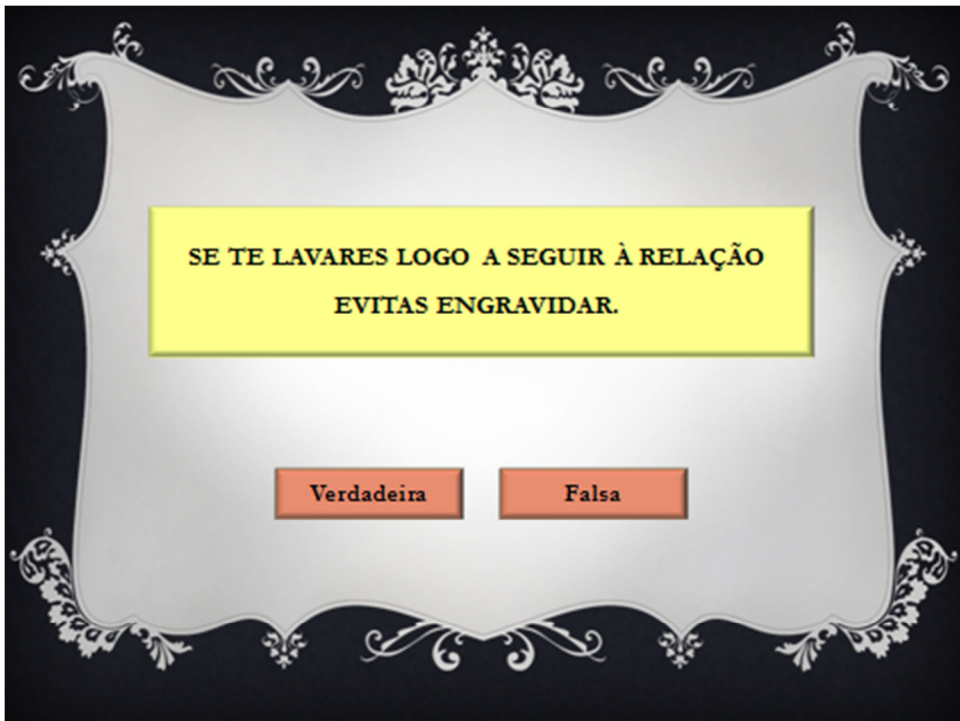 SE TE LAVARES LOGO A SEGUIR À RELAÇÃO
EVITAS ENGRAVIDAR.
Verdadeira
Falsa